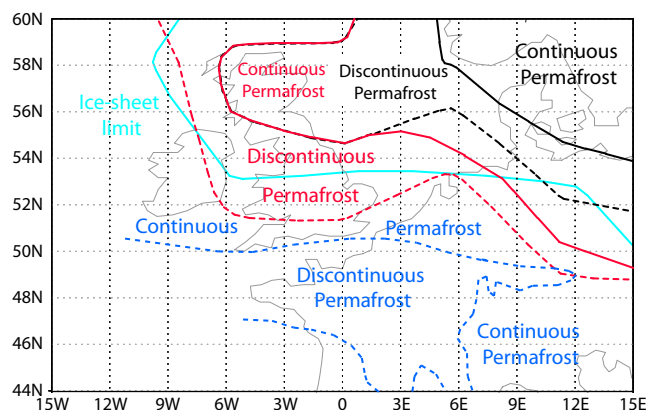 60N
58N
56N
54N
52N
50N
48N
46N
44N
Ice-sheet
limit
Continuous
Permafrost
Discontinuous
Permafrost
Continuous
Permafrost
Discontinuous
Permafrost
Continuous
Permafrost
Discontinuous
Permafrost
Continuous
Permafrost
15W 12W 9W 6W 3W 0 3E 6E 9E 12E 15E